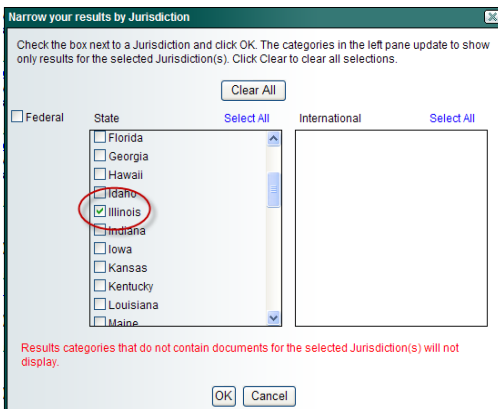 Narrow your results by Jurisdiction
Check the box next to a Jurisdiction and click OK. The
categories in the left pane update to show
only results for the selected Jurisdiction(s). Click Clear
to clear all selections.
Clear All
Federal
State
Select All
International
Select All
Florida
Georgia
Hawaii
Idaho
Illinois
Indiana
Iowa
Kansas
Kentucky
Louisiana
Maine
Results categories that do not contain documents for the selected Jurisdiction(s) will not
display.
OK
Cancel